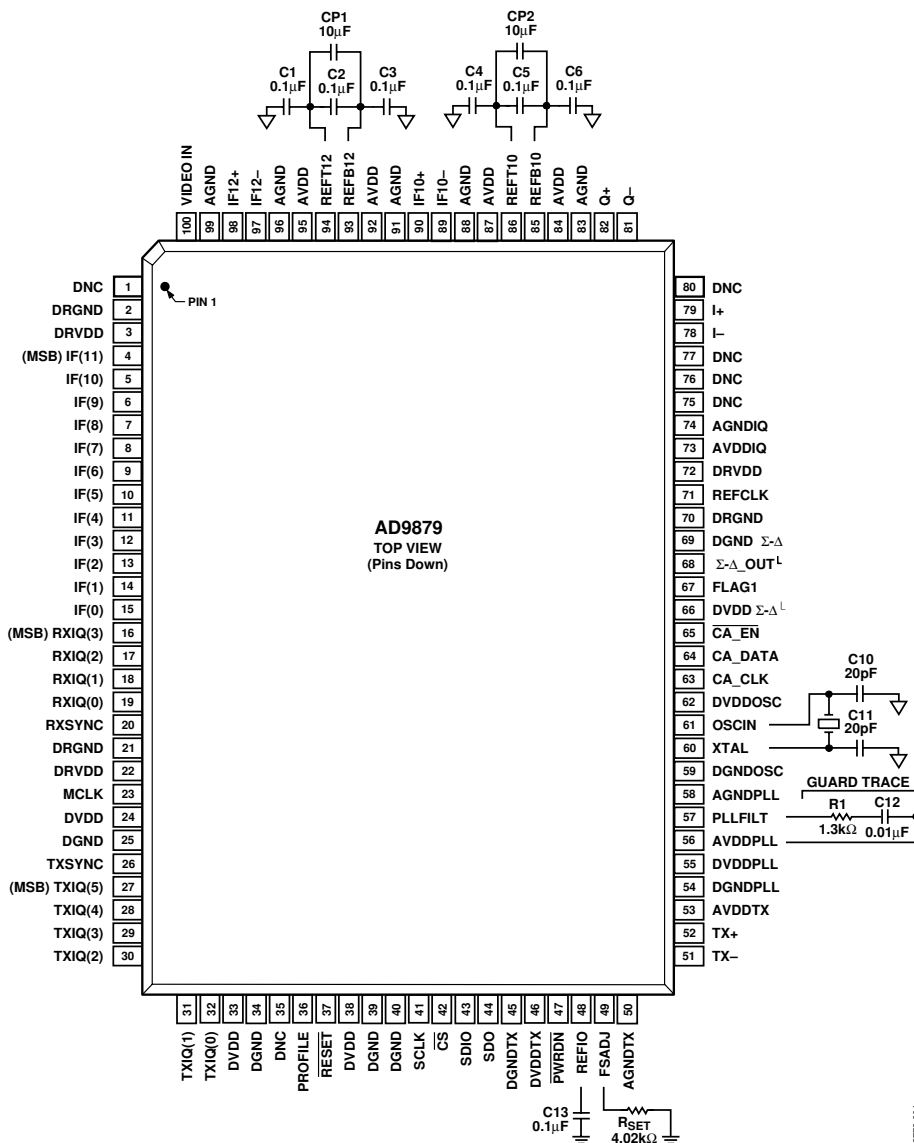 CP1
10μF
C1
0.1μF
C2
0.1μF
C3
0.1μF
CP2
10μF
C4
0.1μF
C5
0.1μF
C6
0.1μF
VIDEO IN
AGND
IF12+
IF12–
AGND
AVDD
REFT12
REFB12
AVDD
AGND
IF10+
IF10–
AGND
AVDD
REFT10
REFB10
AVDD
AGND
Q+
Q–
100 99 98 97 96 95 94 93 92 91 90 89 88 87 86 85 84 83 82 81
DNC 1
DRGND 2
DRVDD 3
(MSB) IF(11) 4
IF(10) 5
IF(9) 6
IF(8) 7
IF(7) 8
IF(6) 9
IF(5) 10
IF(4) 11
IF(3) 12
IF(2) 13
IF(1) 14
IF(0) 15
(MSB) RXIQ(3) 16
RXIQ(2) 17
RXIQ(1) 18
RXIQ(0) 19
RXSYNC 20
DRGND 21
DRVDD 22
MCLK 23
DVDD 24
DGND 25
TXSYNC 26
(MSB) TXIQ(5) 27
TXIQ(4) 28
TXIQ(3) 29
TXIQ(2) 30
PIN 1
AD9879
TOP VIEW
(Pins Down)
80 DNC
79 I+
78 I–
77 DNC
76 DNC
75 DNC
74 AGNDIQ
73 AVDDIQ
72 DRVDD
71 REFCLK
70 DRGND
69 DGND Σ-Δ
68 Σ-Δ_OUT└
67 FLAG1
66 DVDD Σ-Δ└
65 CA_EN
64 CA_DATA
63 CA_CLK
62 DVDDOSC
61 OSCIN
60 XTAL
59 DGNDOSC
58 AGNDPLL
57 PLLFILT
56 AVDDPLL
55 DVDDPLL
54 DGNDPLL
53 AVDDTX
52 TX+
51 TX–
C10
20pF
C11
20pF
GUARD TRACE
R1
1.3kΩ
C12
0.01μF
31 32 33 34 35 36 37 38 39 40 41 42 43 44 45 46 47 48 49 50
TXIQ(1)
TXIQ(0)
DVDD
DGND
DNC
PROFILE
RESET
DVDD
DGND
DGND
SCLK
CS
SDIO
SDO
DGNDTX
DVDDTX
PWRDN
REFIO
FSADJ
AGNDTX
C13
0.1μF
RSET
4.02kΩ